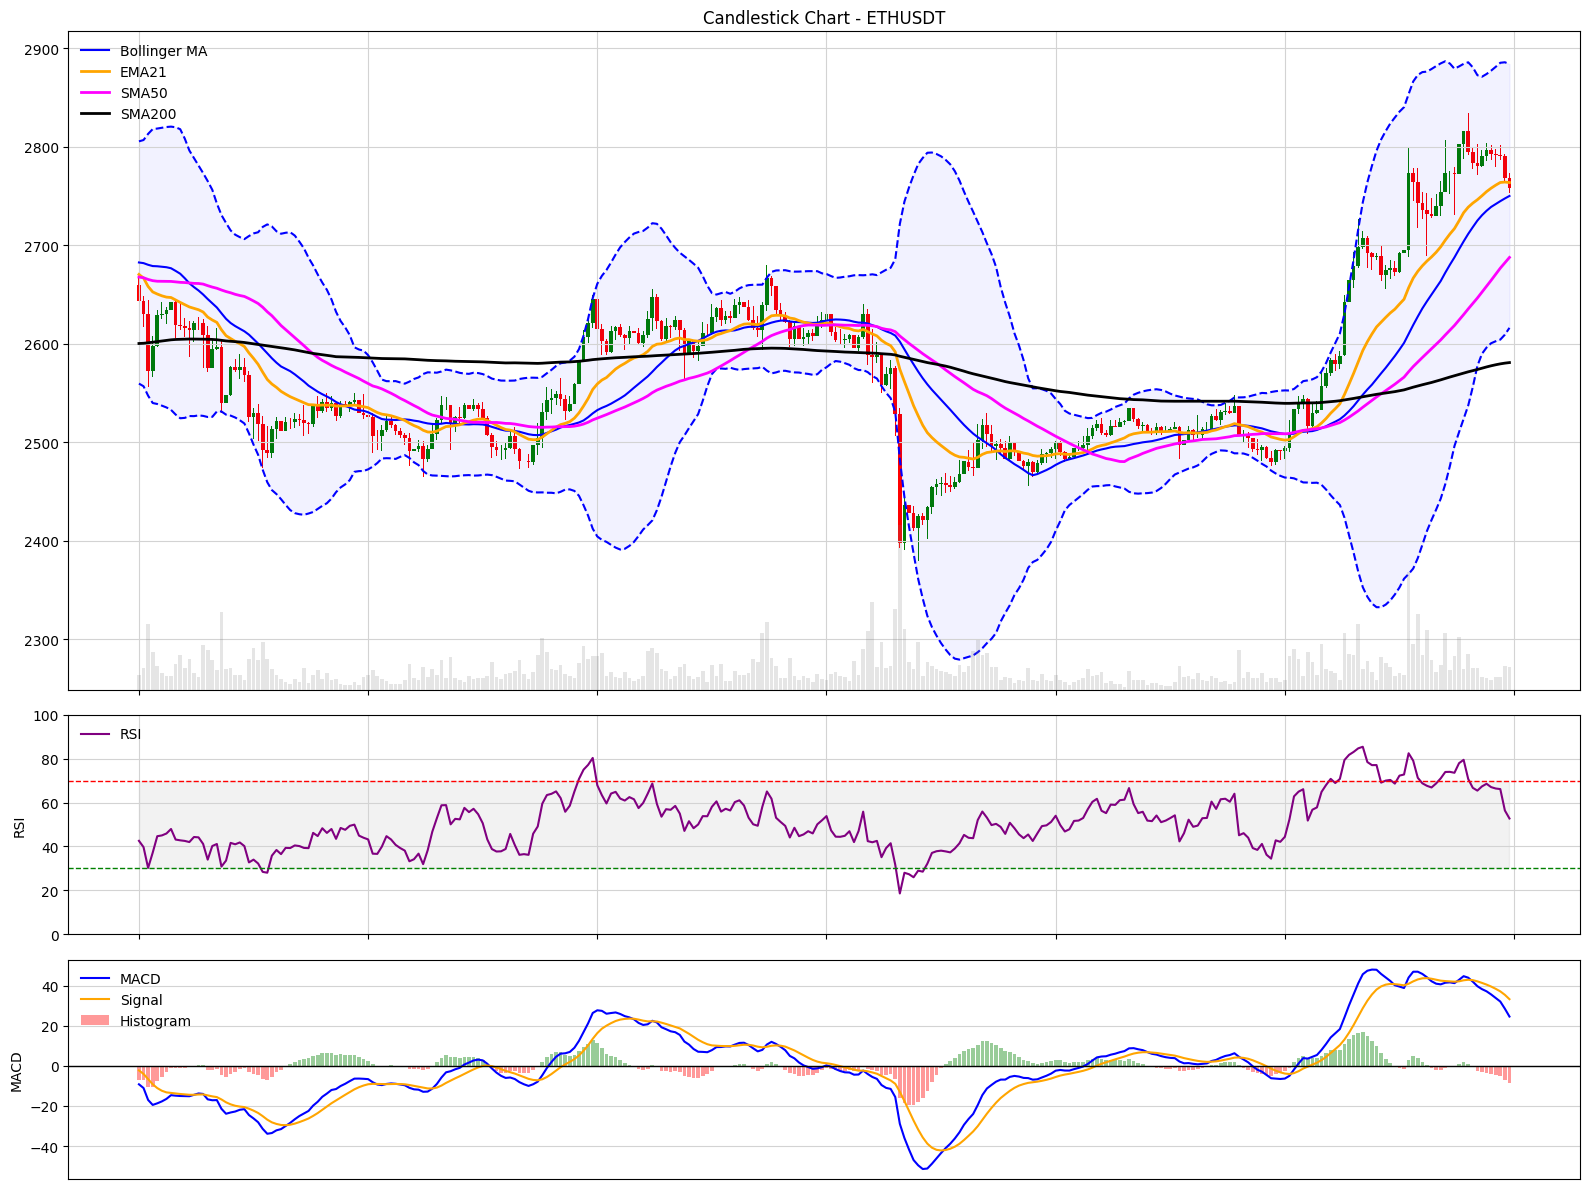 Candlestick Chart - ETHUSDT
2900
2800
2700
2600
2500
2400
2300
Bollinger MA
EMA21
SMA50
SMA200
100
80
60
40
20
0
RSI
RSI
40
20
0
−20
−40
MACD
MACD
Signal
Histogram